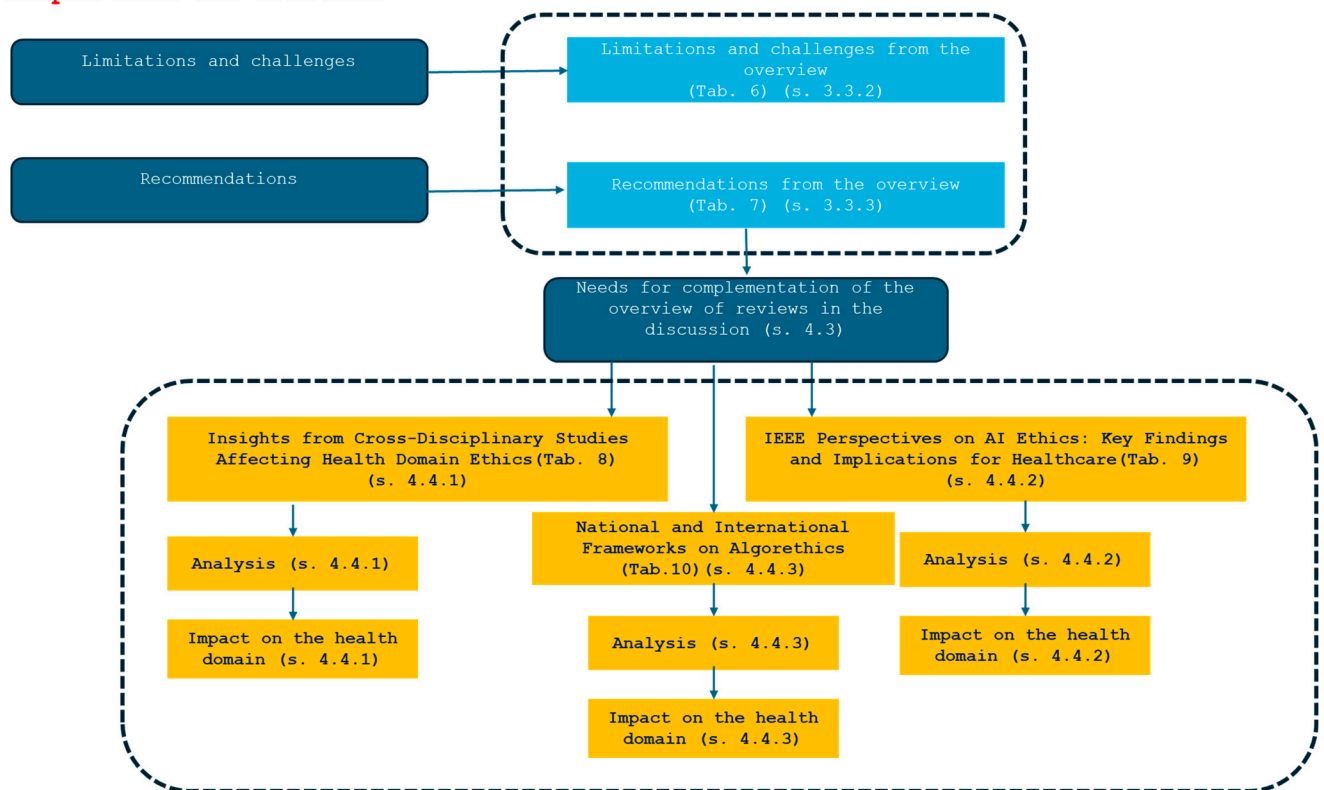 Limitations and challenges
Limitations and challenges from the
overview
(Tab. 6) (s. 3.3.2)
Recommendations
Recommendations from the overview
(Tab. 7) (s. 3.3.3)
Needs for complementation of the
overview of reviews in the
discussion (s. 4.3)
Insights from Cross-Disciplinary Studies
Affecting Health Domain Ethics(Tab. 8)
(s. 4.4.1)
IEEE Perspectives on AI Ethics: Key Findings
and Implications for Healthcare(Tab. 9)
(s. 4.4.2)
National and International
Frameworks on Algorethics
(Tab.10)(s. 4.4.3)
Analysis (s. 4.4.1)
Analysis (s. 4.4.2)
Impact on the health
domain (s. 4.4.1)
Analysis (s. 4.4.3)
Impact on the health
domain (s. 4.4.2)
Impact on the health
domain (s. 4.4.3)